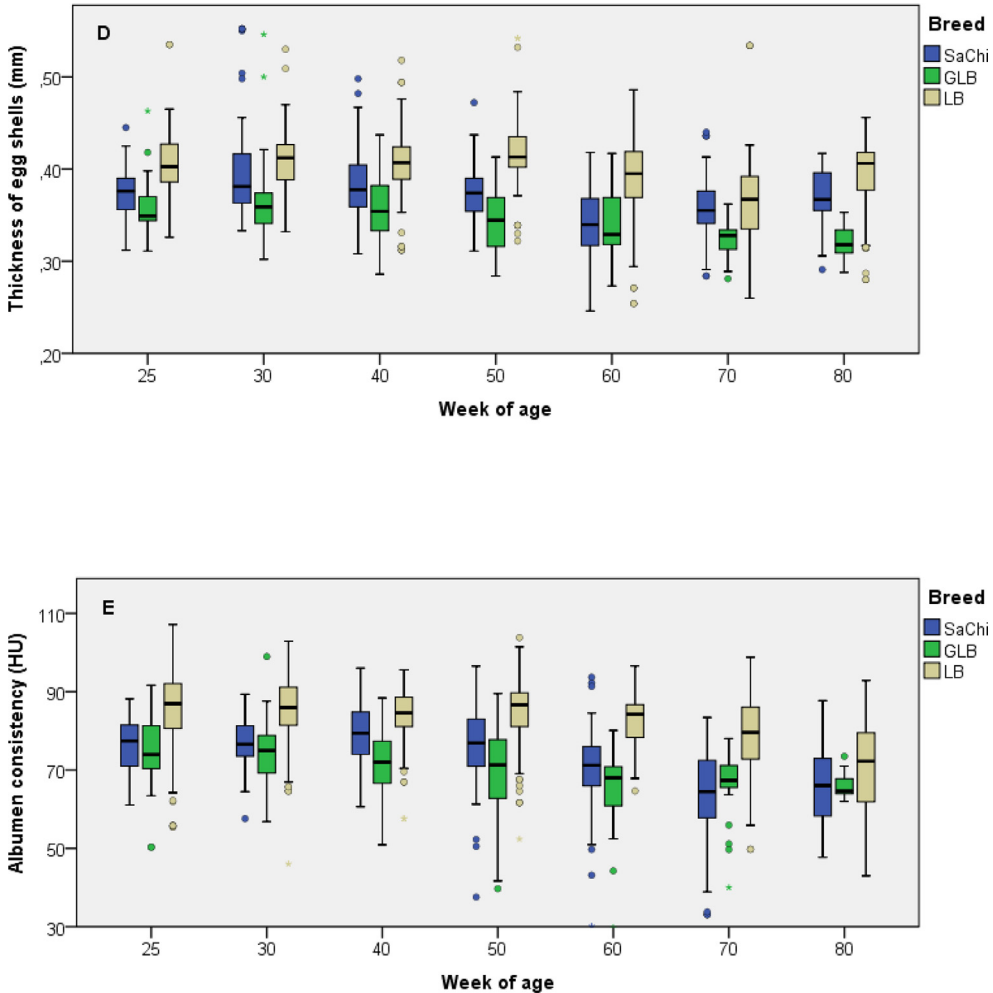 D
Breed
SaChi
GLB
LB
Thickness of egg shells (mm)
,50
,40
,30
,20
25 30 40 50 60 70 80
Week of age
E
Breed
SaChi
GLB
LB
Albumen consistency (HU)
110
90
70
50
30
25 30 40 50 60 70 80
Week of age